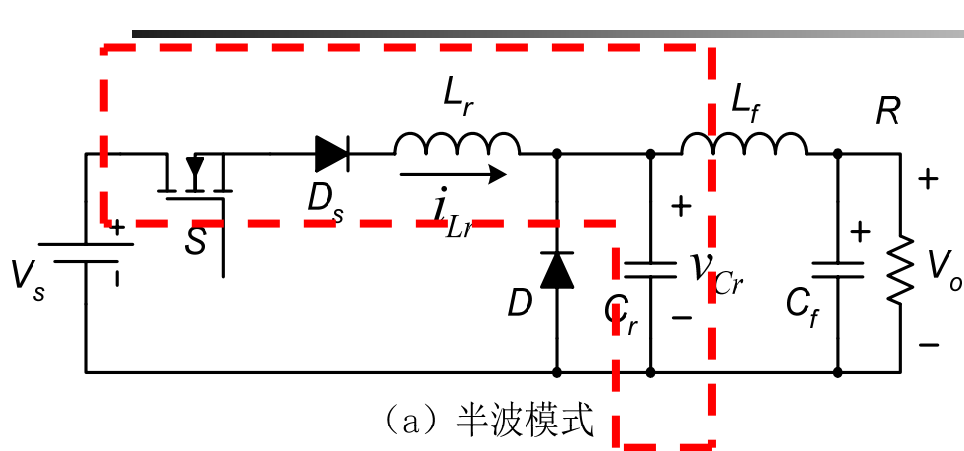 L_r
L_f
R
+
D_s
i_Lr
S
+
+
+
V_s
D
C_r
v_Cr
C_f
V_o
−
−
（a）半波模式